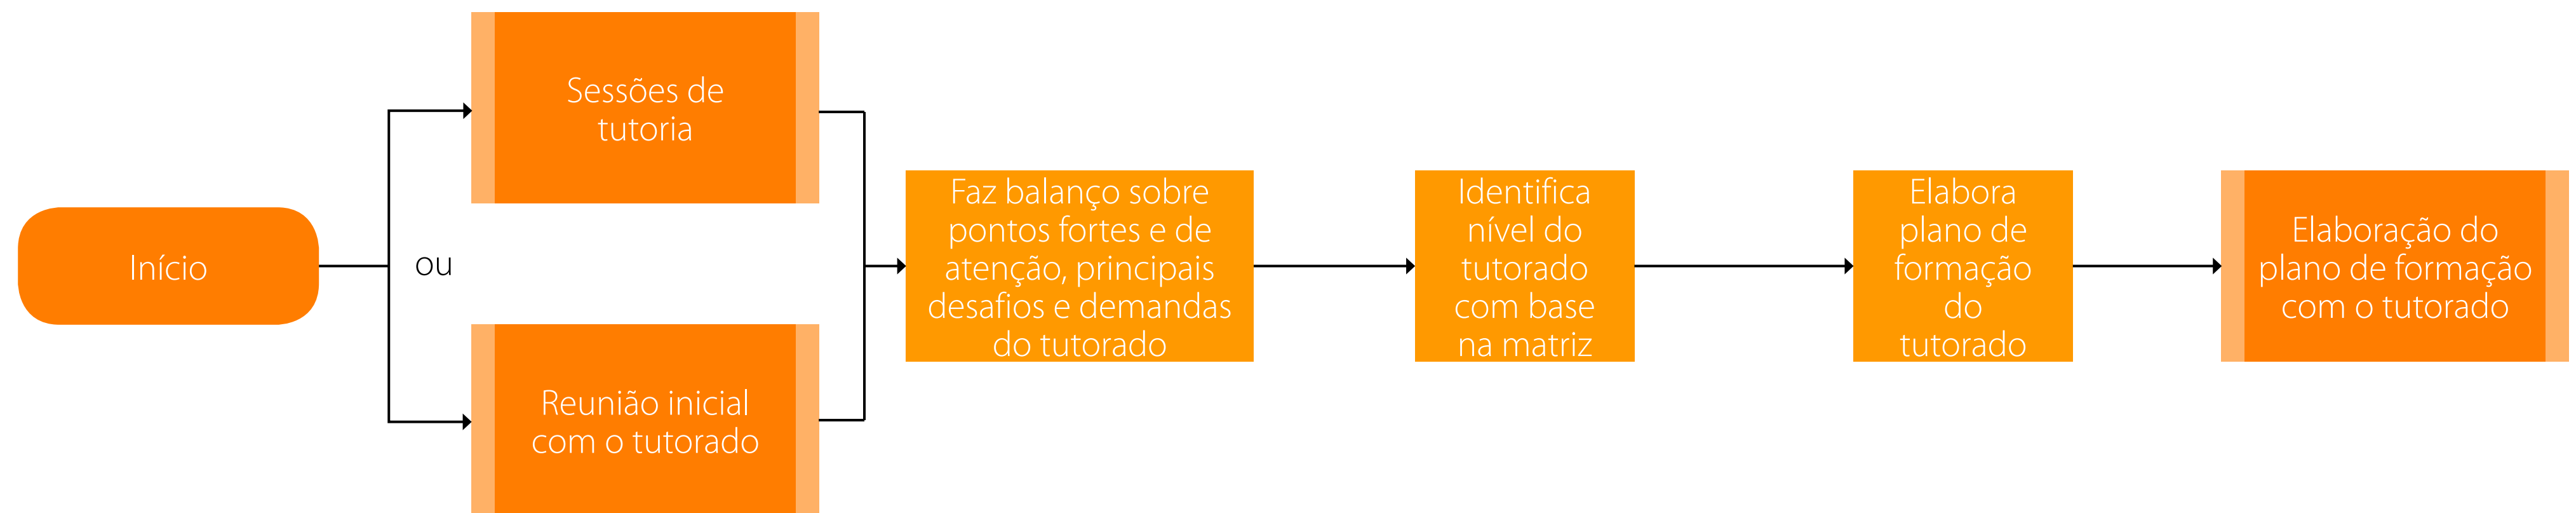 Início
ou
Sessões de
tutoria
Reunião inicial
com o tutorado
Faz balanço sobre
pontos fortes e de
atenção, principais
desafios e demandas
do tutorado
Identifica
nível do
tutorado
com base
na matriz
Elabora
plano de
formação
do
tutorado
Elaboração do
plano de formação
com o tutorado